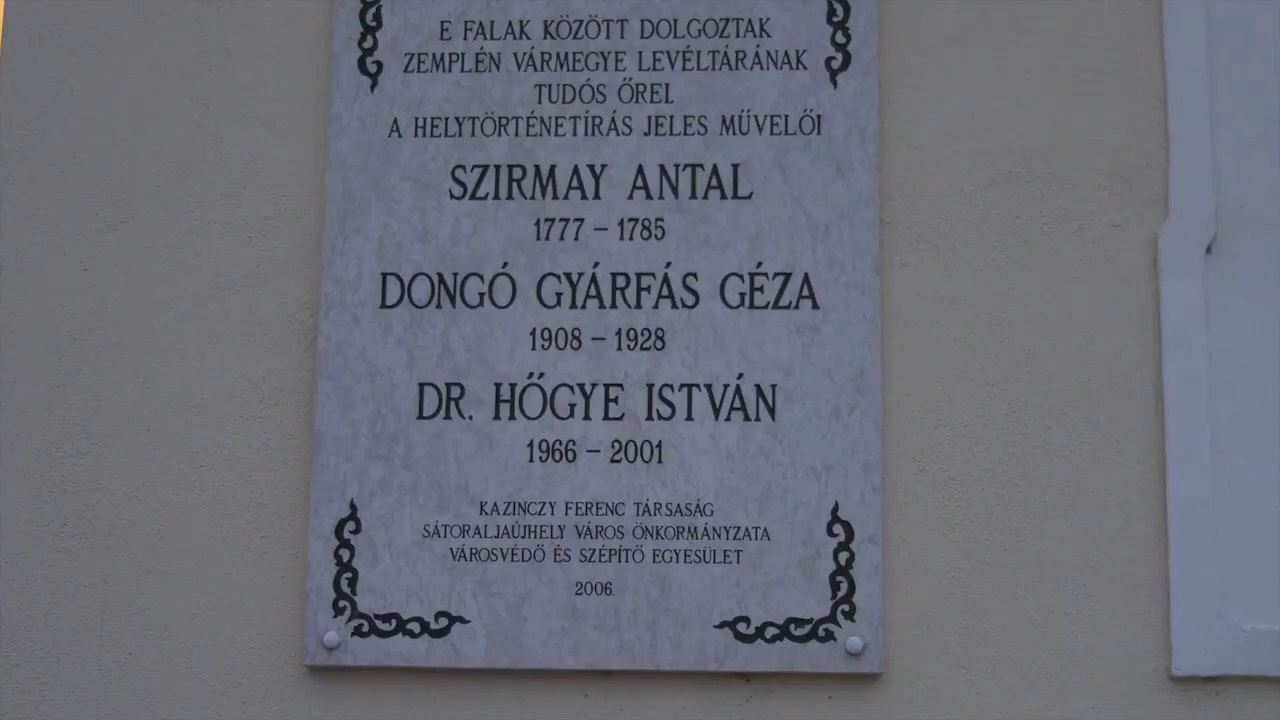 E FALAK KÖZÖTT DOLGOZTAK
ZEMPLÉN VÁRMEGYE LEVÉLTÁRÁNAK
TUDÓS ŐREI,
A HELYTÖRTÉNETÍRÁS JELES MŰVELŐI
SZIRMAY ANTAL
1777 – 1785
DONGÓ GYÁRFÁS GÉZA
1908 – 1928
DR. HŐGYE ISTVÁN
1966 – 2001
KAZINCZY FERENC TÁRSASÁG
SÁTORALJAÚJHELY VÁROS ÖNKORMÁNYZATA
VÁROSVÉDŐ ÉS SZÉPÍTŐ EGYESÜLET
2006.